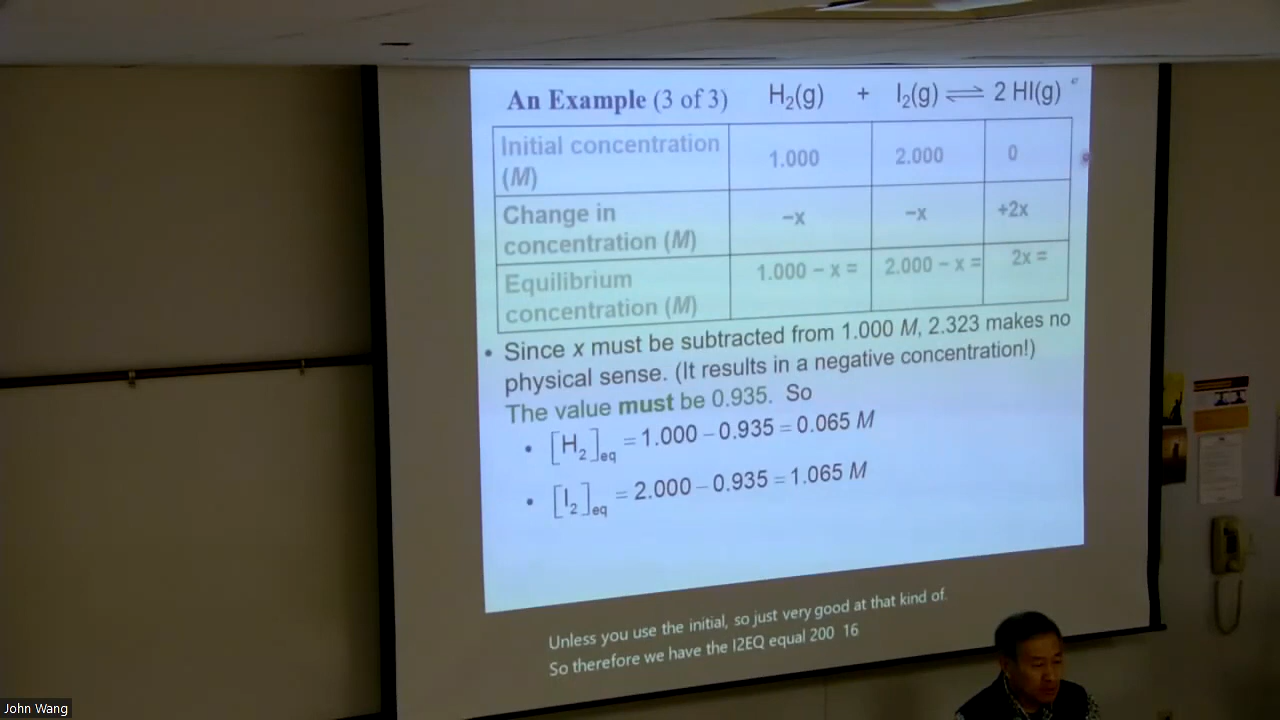 An Example (3 of 3) H₂(g) + I₂(g) ⇌ 2 HI(g)
Initial concentration (M) 1.000 2.000 0
Change in concentration (M) −x −x +2x
Equilibrium concentration (M) 1.000 − x = 2.000 − x = 2x =
• Since x must be subtracted from 1.000 M, 2.323 makes no
physical sense. (It results in a negative concentration!)
The value must be 0.935. So
• [H₂]eq = 1.000 − 0.935 = 0.065 M
• [I₂]eq = 2.000 − 0.935 = 1.065 M
Unless you use the initial, so just very good at that kind of.
So therefore we have the I2EQ equal 200 16
John Wang